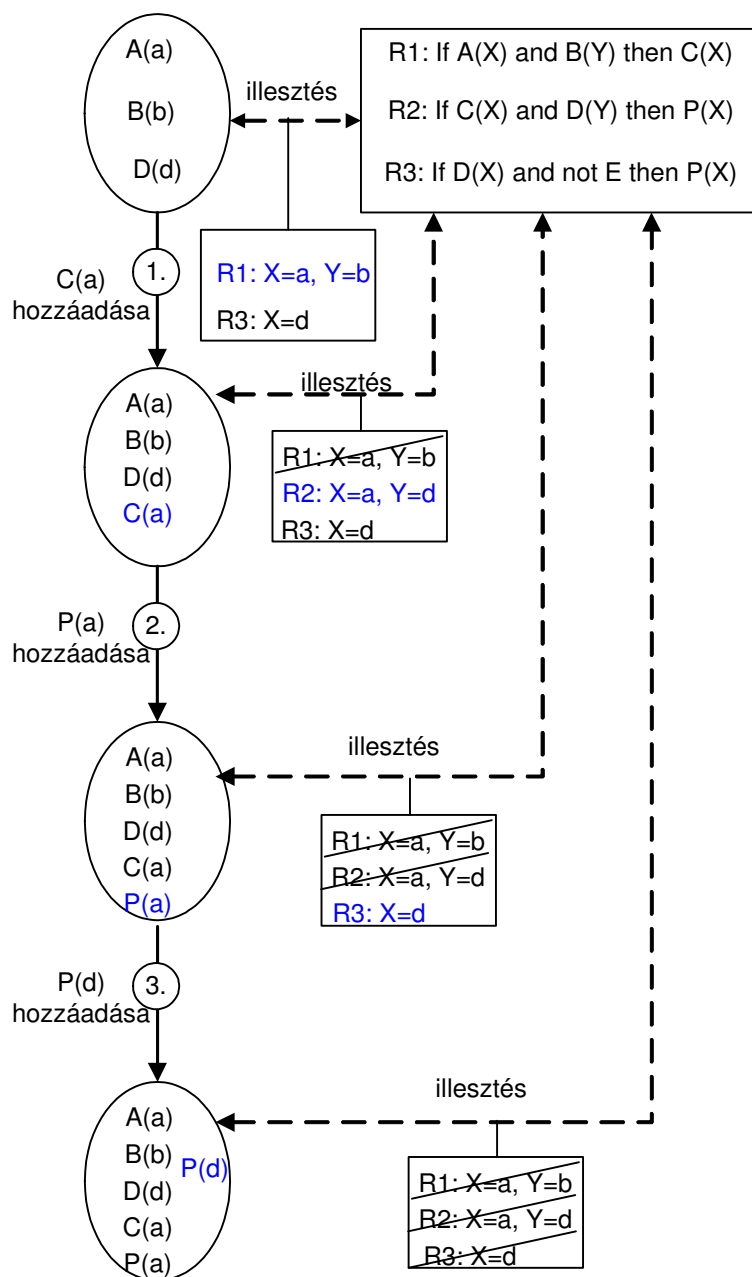 A(a)
B(b)
D(d)
illesztés
R1: If A(X) and B(Y) then C(X)
R2: If C(X) and D(Y) then P(X)
R3: If D(X) and not E then P(X)
R1: X=a, Y=b
R3: X=d
C(a)
hozzáadása
1.
illesztés
A(a)
B(b)
D(d)
C(a)
R1: X=a, Y=b
R2: X=a, Y=d
R3: X=d
P(a)
hozzáadása
2.
illesztés
A(a)
B(b)
D(d)
C(a)
P(a)
R1: X=a, Y=b
R2: X=a, Y=d
R3: X=d
P(d)
hozzáadása
3.
illesztés
A(a)
B(b)
P(d)
D(d)
C(a)
P(a)
R1: X=a, Y=b
R2: X=a, Y=d
R3: X=d